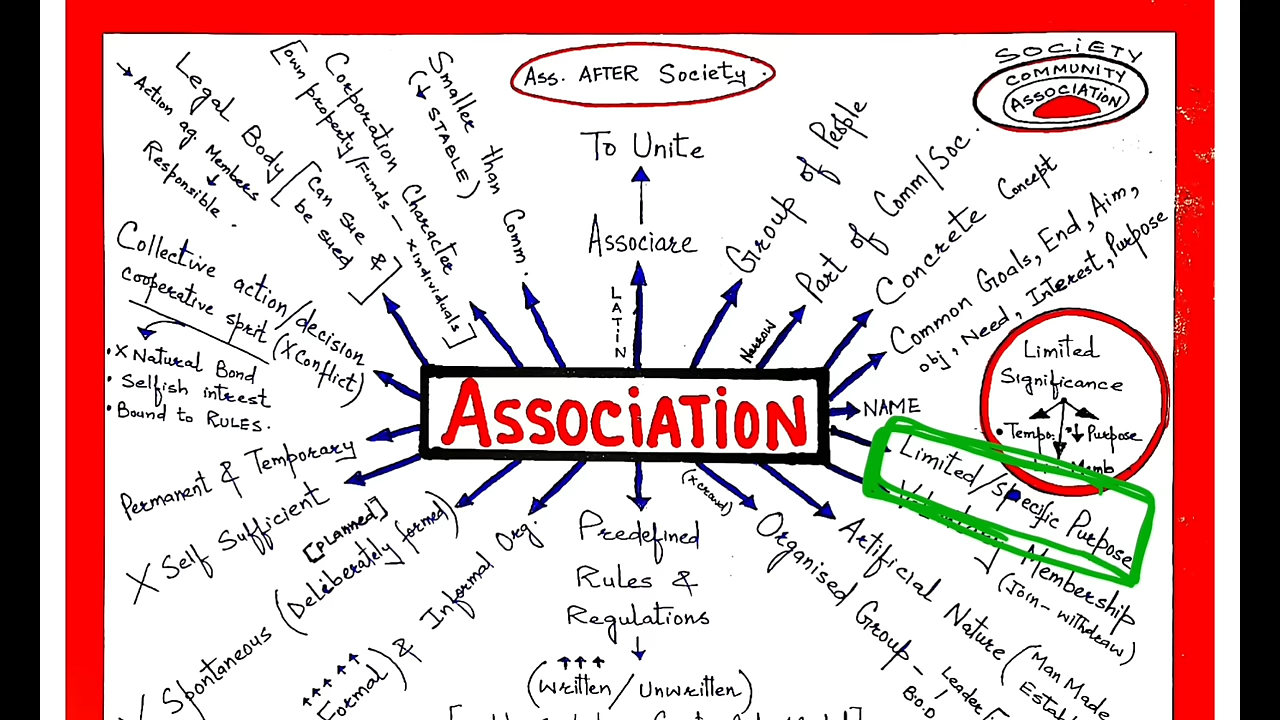 Ass. AFTER Society.
SOCiETY
COMMUNITY
ASSOCIATION
To Unite
Associare
LATIN
Group of People
Narrow
Part of Comm/Soc.
Concrete Concept
Common Goals, End, Aim,
obj, Need, Interest, Purpose
NAME
Limited
Significance
• Tempo.
• ↓ Purpose
Memb
Limited/Specific Purpose
Membership
(Join-withdraw)
Artificial Nature (Man Made
(X crowd)
Organised Group - Leader
B.O.D
ASSOCiATiON
Predefined
Rules &
Regulations
(written/Unwritten)
Smaller than Comm.
(↓ STABLE)
Corporation Character
[own property/Funds - x individuals]
Legal Body [can sue &
be sued]
→ Action ag. Members
Responsible.
Collective action/decision
cooperative sprit (X Conflict)
• X Natural Bond
• Selfish intrest
• Bound to RULES.
Permanent & Temporary
X Self Sufficient
[PLANNED]
X Spontaneous (Deliberately formed)
[Formal) & Informal Org.